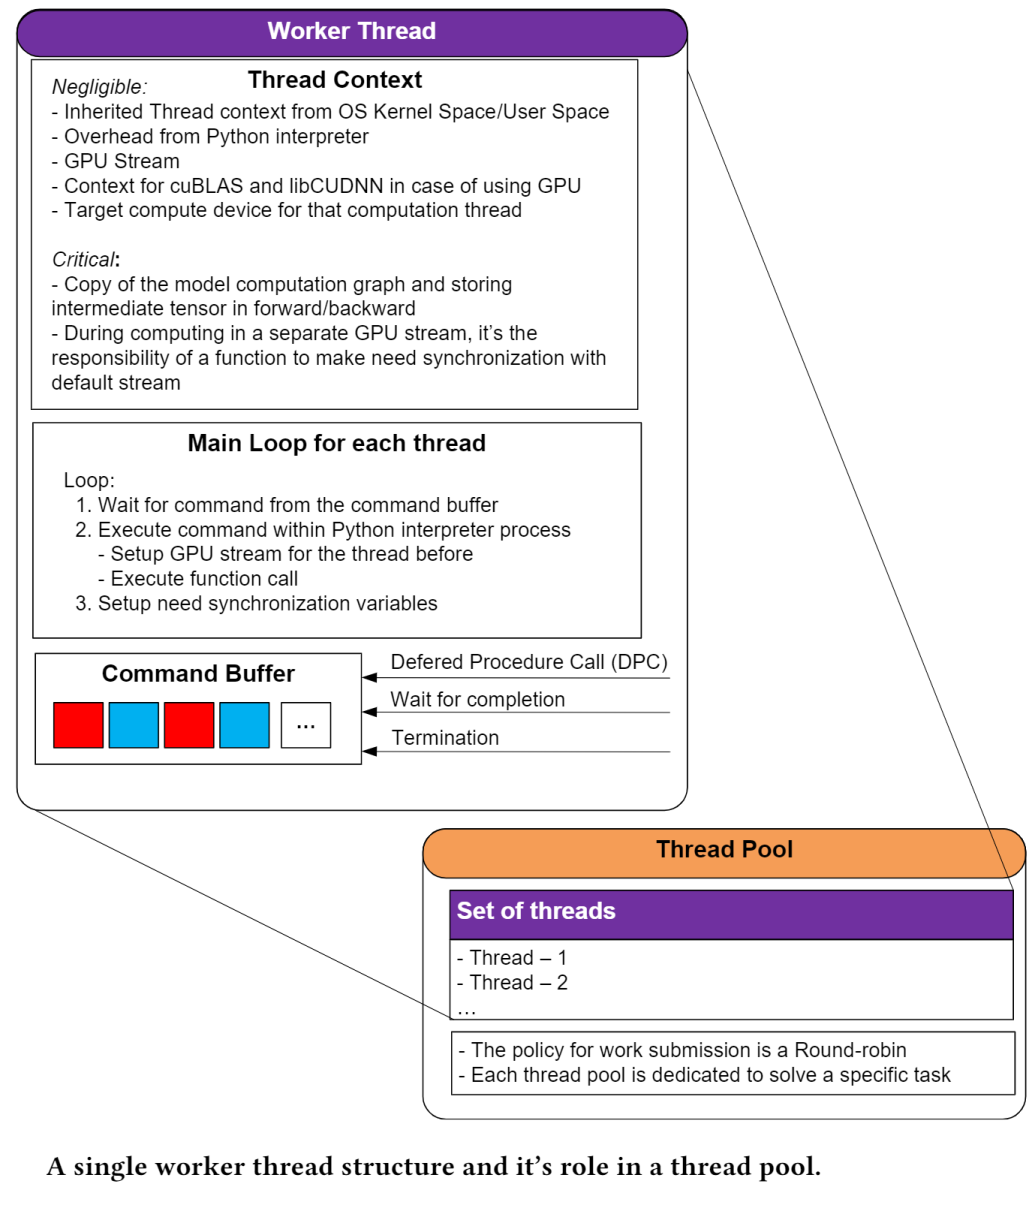 Worker Thread
Thread Context
Negligible:
- Inherited Thread context from OS Kernel Space/User Space
- Overhead from Python interpreter
- GPU Stream
- Context for cuBLAS and libCUDNN in case of using GPU
- Target compute device for that computation thread
Critical:
- Copy of the model computation graph and storing
intermediate tensor in forward/backward
- During computing in a separate GPU stream, it's the
responsibility of a function to make need synchronization with
default stream
Main Loop for each thread
Loop:
1. Wait for command from the command buffer
2. Execute command within Python interpreter process
- Setup GPU stream for the thread before
- Execute function call
3. Setup need synchronization variables
Command Buffer
...
Defered Procedure Call (DPC)
Wait for completion
Termination
Thread Pool
Set of threads
- Thread – 1
- Thread – 2
...
- The policy for work submission is a Round-robin
- Each thread pool is dedicated to solve a specific task
A single worker thread structure and it's role in a thread pool.